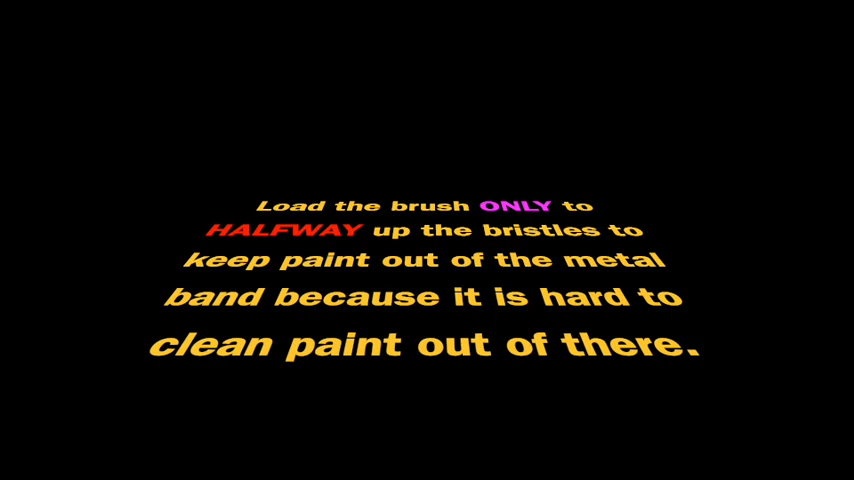 Load the brush ONLY to
HALFWAY up the bristles to
keep paint out of the metal
band because it is hard to
clean paint out of there.